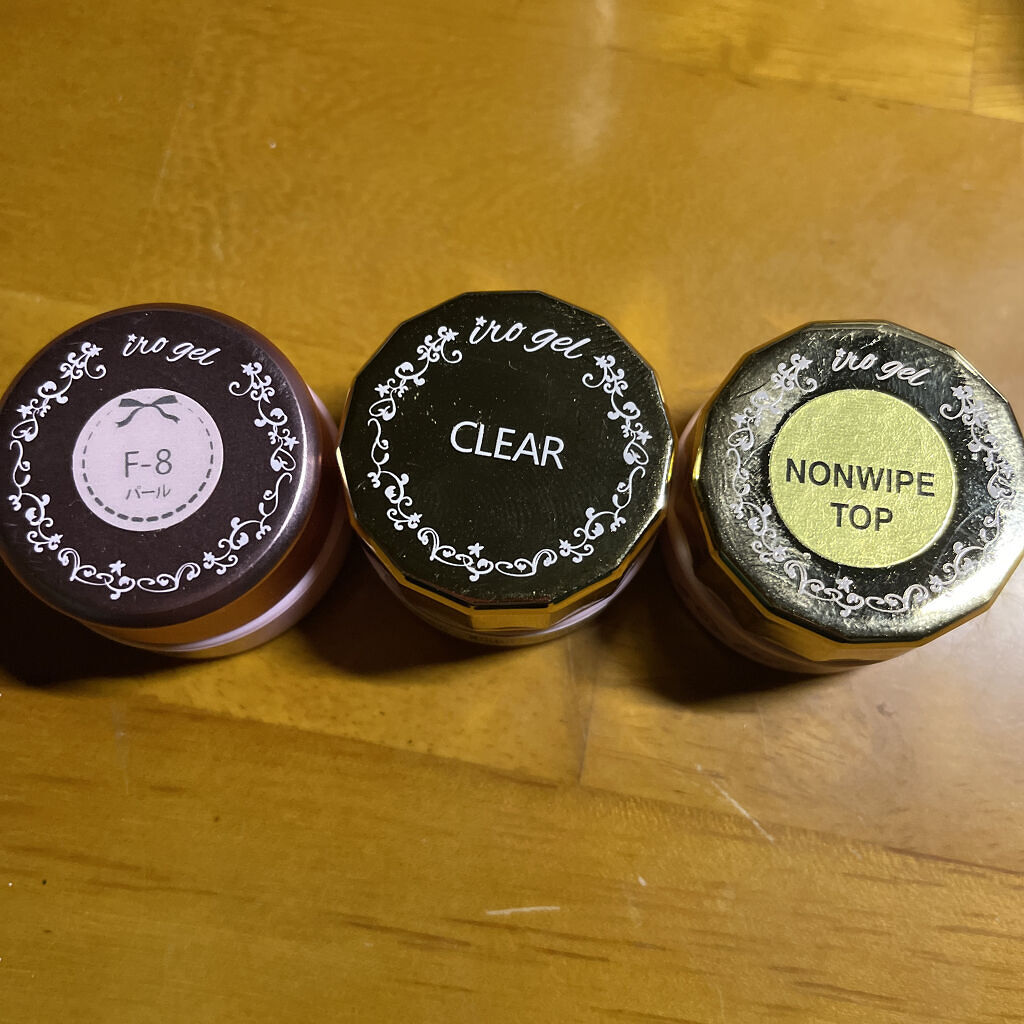 iro gel
F-8
パール
iro gel
CLEAR
iro gel
NONWIPE
TOP